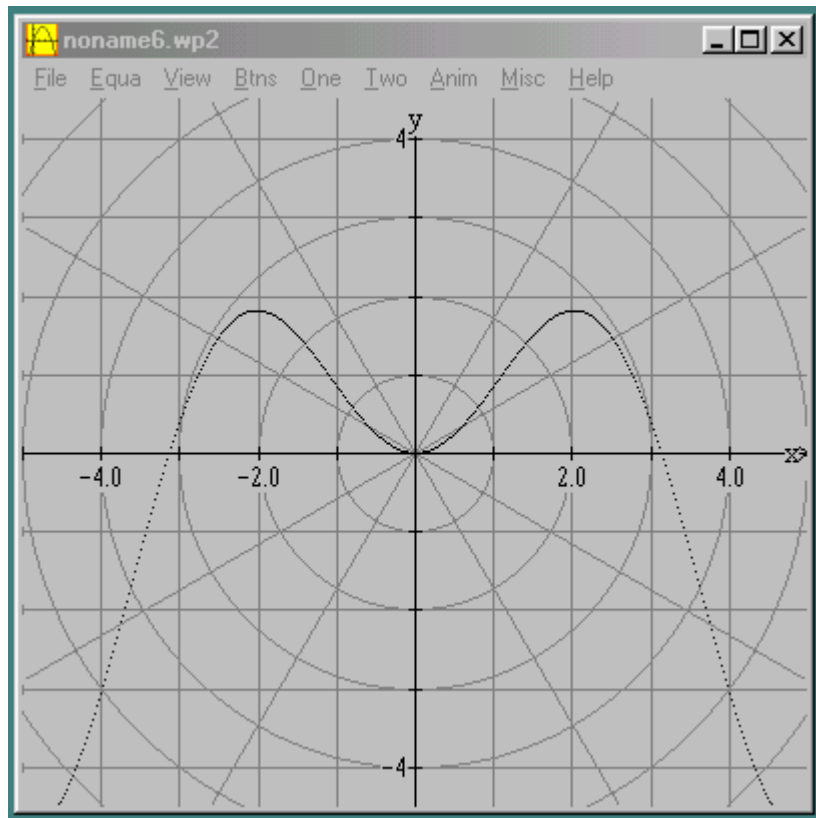 noname6.wp2
File Equa View Btns One Two Anim Misc Help
y
4
x
-4.0 -2.0 2.0 4.0
-4